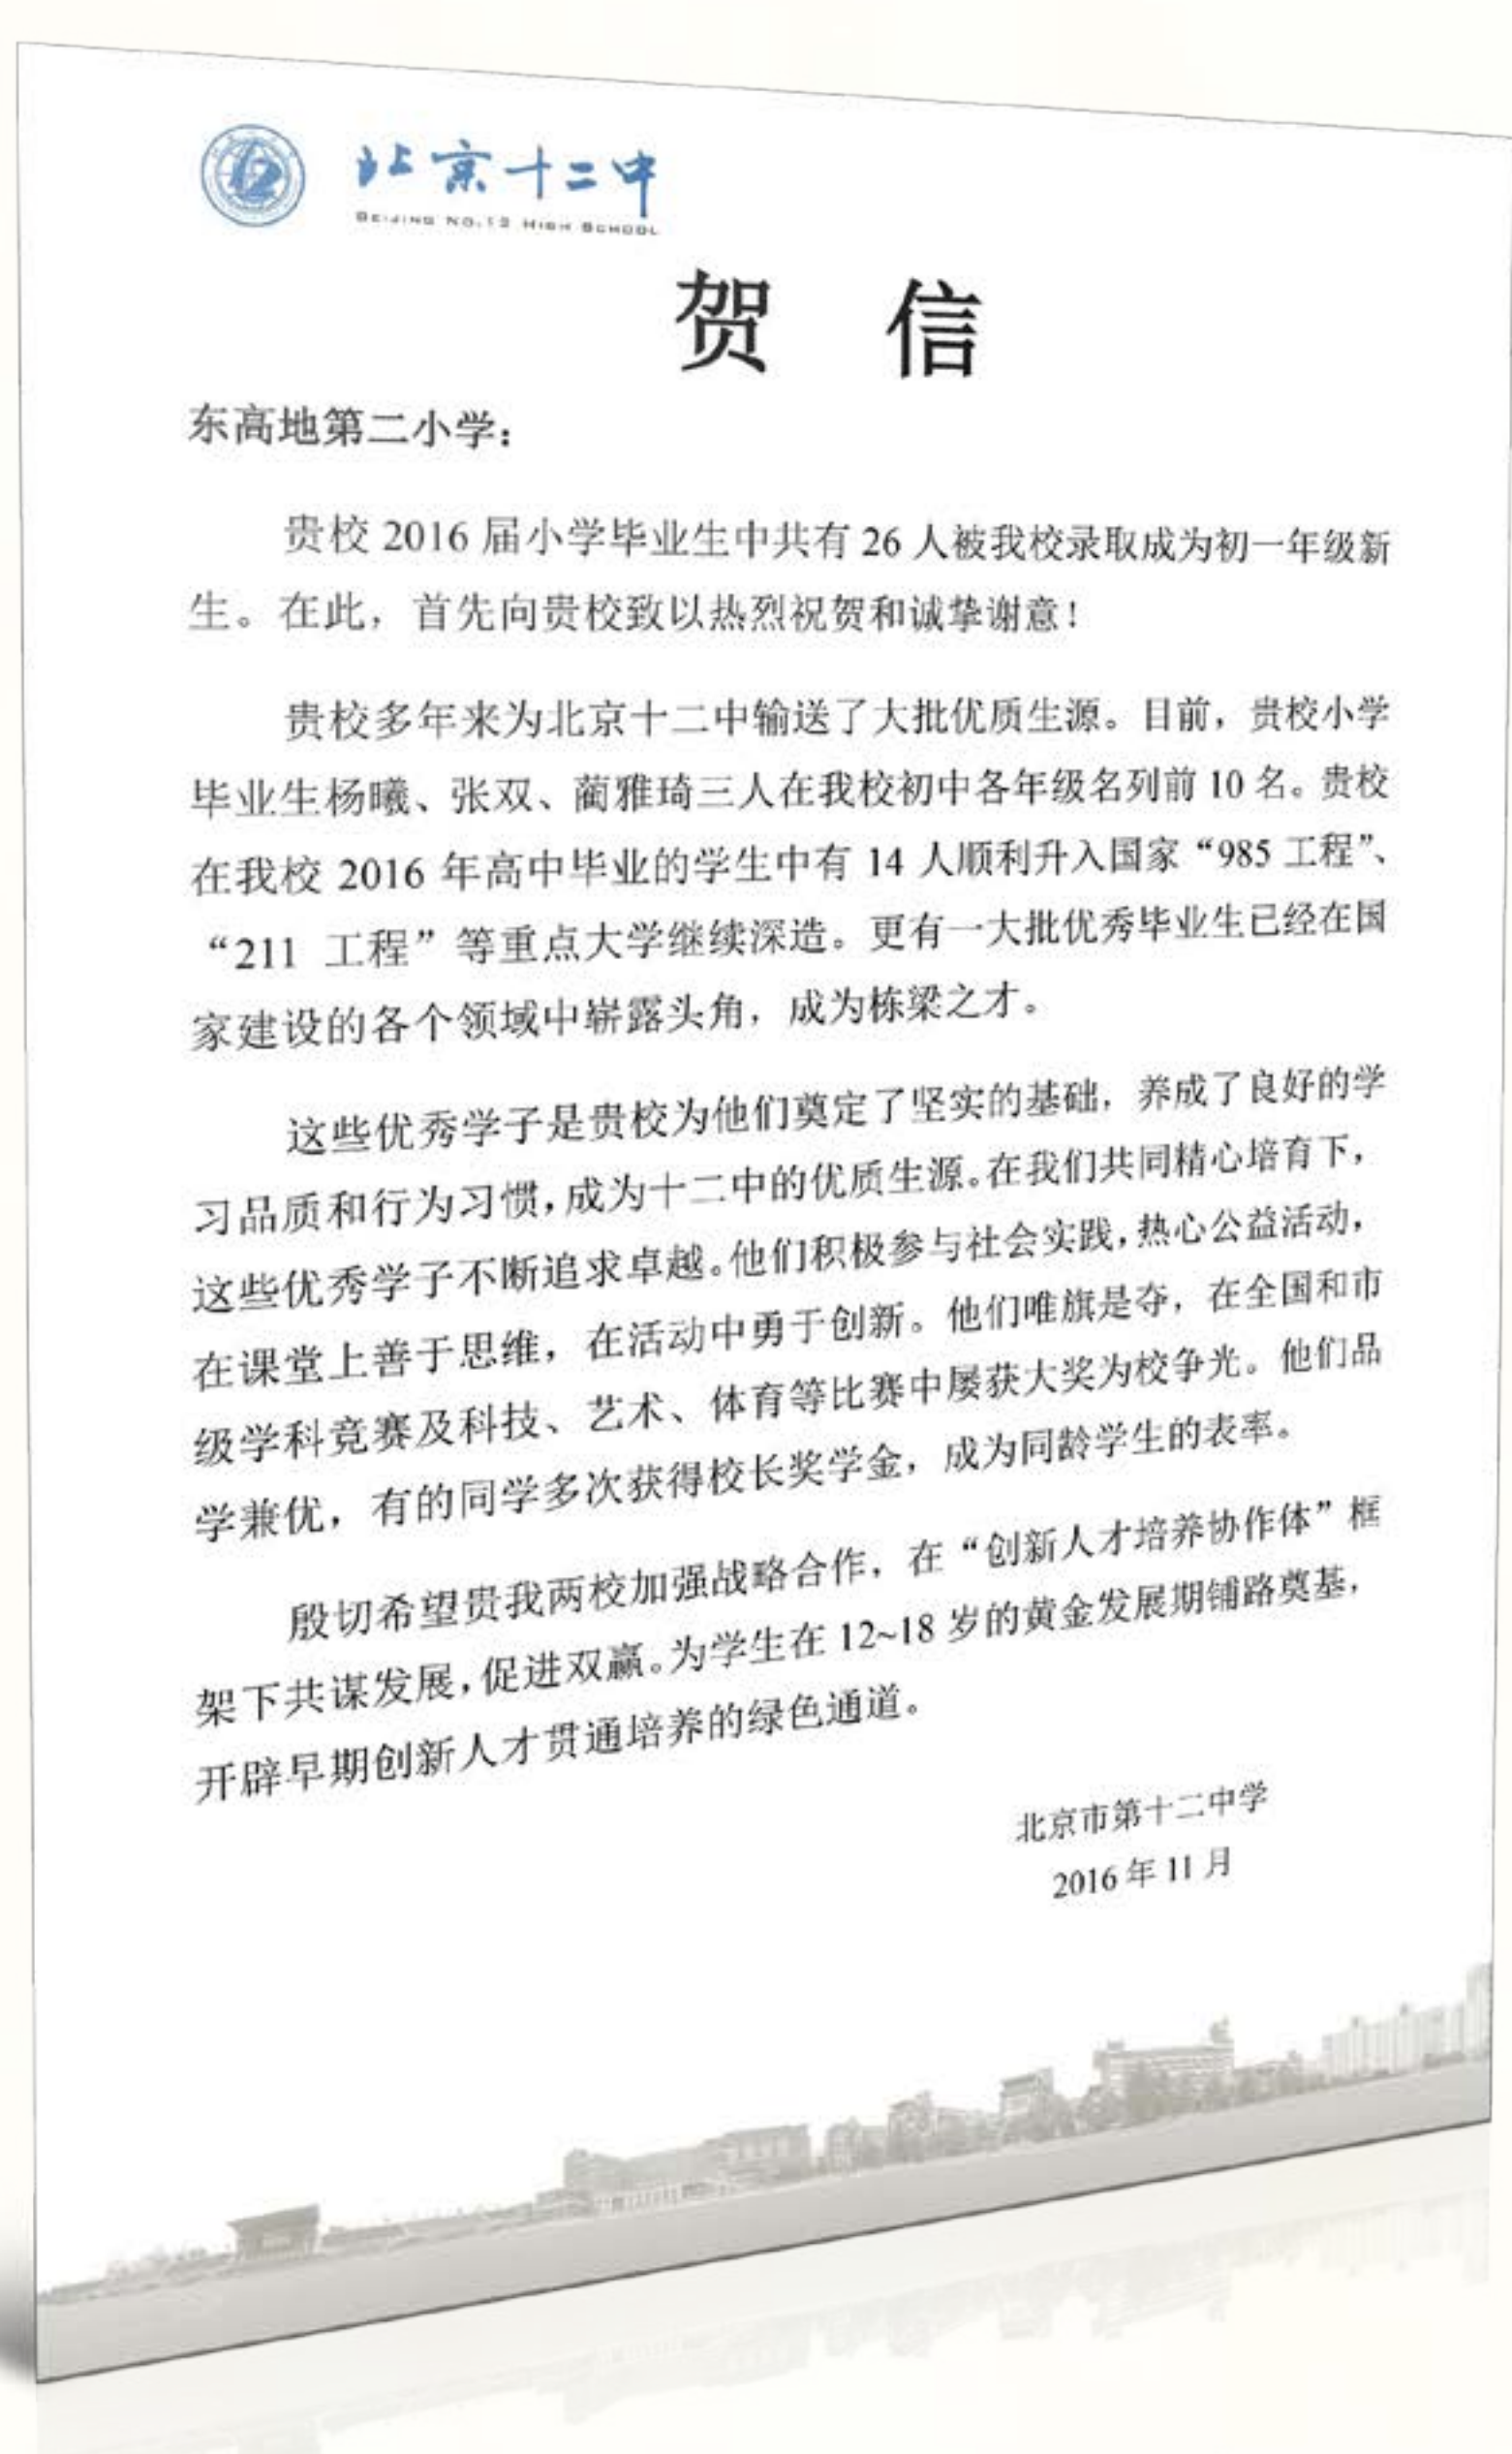 北京十二中
BEIJING NO.12 HIGH SCHOOL
贺 信
东高地第二小学：
贵校 2016 届小学毕业生中共有 26 人被我校录取成为初一年级新
生。在此，首先向贵校致以热烈祝贺和诚挚谢意！
贵校多年来为北京十二中输送了大批优质生源。目前，贵校小学
毕业生杨曦、张双、蔺雅琦三人在我校初中各年级名列前 10 名。贵校
在我校 2016 年高中毕业的学生中有 14 人顺利升入国家“985 工程”、
“211 工程”等重点大学继续深造。更有一大批优秀毕业生已经在国
家建设的各个领域中崭露头角，成为栋梁之才。
这些优秀学子是贵校为他们奠定了坚实的基础，养成了良好的学
习品质和行为习惯，成为十二中的优质生源。在我们共同精心培育下，
这些优秀学子不断追求卓越。他们积极参与社会实践，热心公益活动，
在课堂上善于思维，在活动中勇于创新。他们唯旗是夺，在全国和市
级学科竞赛及科技、艺术、体育等比赛中屡获大奖为校争光。他们品
学兼优，有的同学多次获得校长奖学金，成为同龄学生的表率。
殷切希望贵我两校加强战略合作，在“创新人才培养协作体”框
架下共谋发展，促进双赢。为学生在 12~18 岁的黄金发展期铺路奠基，
开辟早期创新人才贯通培养的绿色通道。
北京市第十二中学
2016 年 11 月